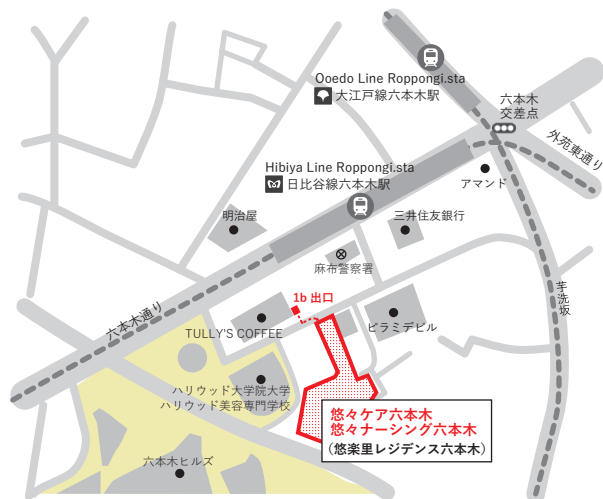 Ooedo Line Roppongi.sta
大江戸線六本木駅
六本木
交差点
外苑東通り
Hibiya Line Roppongi.sta
日比谷線六本木駅
アマンド
明治屋
三井住友銀行
麻布警察署
芋洗坂
1b 出口
六本木通り
TULLY'S COFFEE
ピラミデビル
ハリウッド大学院大学
ハリウッド美容専門学校
悠々ケア六本木
悠々ナーシング六本木
(悠楽里レジデンス六本木)
六本木ヒルズ